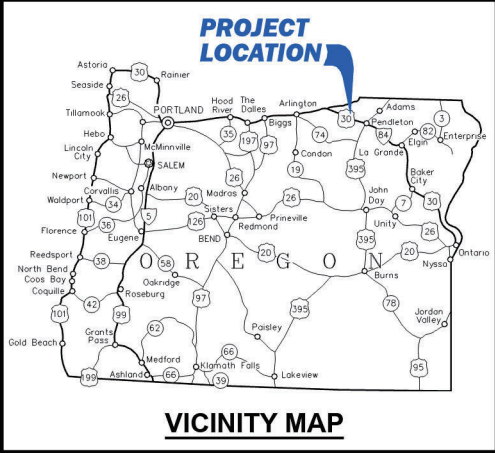 PROJECT
LOCATION
Astoria
30
Rainier
Seaside
26
Tillamook
PORTLAND
Hood
River
The
Dalles
Biggs
Arlington
30
Adams
Pendleton
3
84
82
Elgin
Enterprise
35
197
97
74
La Grande
Hebo
McMinnville
Lincoln
City
SALEM
Condon
19
395
Baker
City
30
Newport
Corvallis
Albany
26
Madras
26
John
Day
7
Waldport
34
20
Sisters
Prineville
Unity
26
101
36
5
126
Redmond
Florence
Eugene
BEND
395
20
Ontario
Nyssa
Reedsport
38
58
OREGON
20
Burns
North Bend
Coos Bay
Oakridge
Coquille
42
Roseburg
97
395
78
101
99
62
Paisley
Jordan
Valley
Gold Beach
Grants
Pass
Medford
66
Klamath Falls
95
199
Ashland
66
39
Lakeview
VICINITY MAP